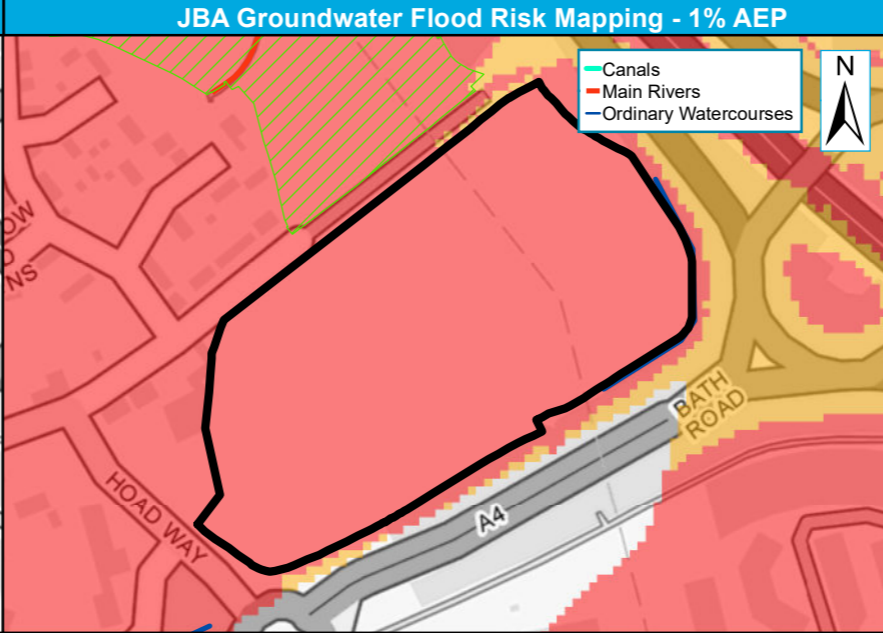 JBA Groundwater Flood Risk Mapping - 1% AEP
Canals
Main Rivers
Ordinary Watercourses
N
OW
NS
BATH
ROAD
A4
HOAD WAY